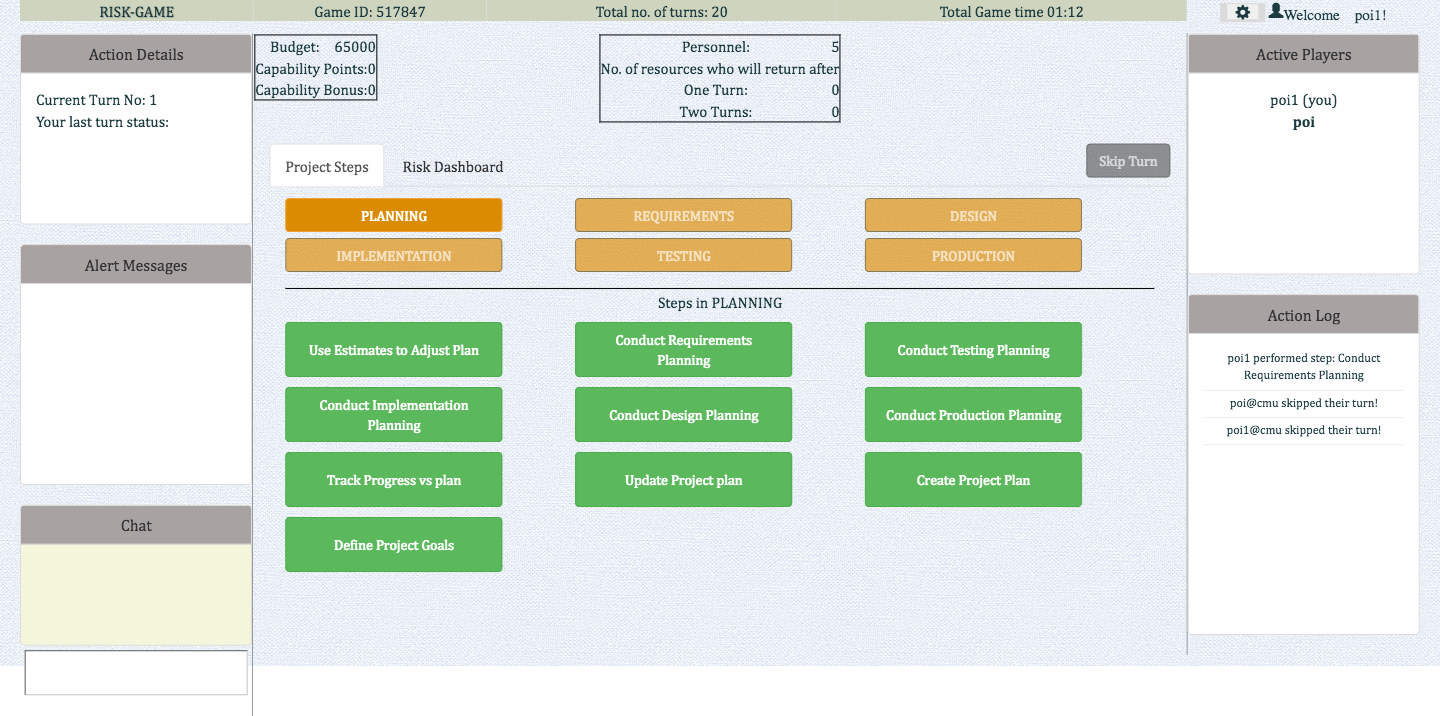 RISK-GAME
Game ID: 517847
Total no. of turns: 20
Total Game time 01:12
Welcome poi1!
Action Details
Current Turn No: 1
Your last turn status:
Alert Messages
Chat
Budget: 65000
Capability Points:0
Capability Bonus:0
Personnel: 5
No. of resources who will return after
One Turn: 0
Two Turns: 0
Project Steps
Risk Dashboard
Skip Turn
PLANNING
REQUIREMENTS
DESIGN
IMPLEMENTATION
TESTING
PRODUCTION
Steps in PLANNING
Use Estimates to Adjust Plan
Conduct Requirements
Planning
Conduct Testing Planning
Conduct Implementation
Planning
Conduct Design Planning
Conduct Production Planning
Track Progress vs plan
Update Project plan
Create Project Plan
Define Project Goals
Active Players
poi1 (you)
poi
Action Log
poi1 performed step: Conduct
Requirements Planning
poi@cmu skipped their turn!
poi1@cmu skipped their turn!